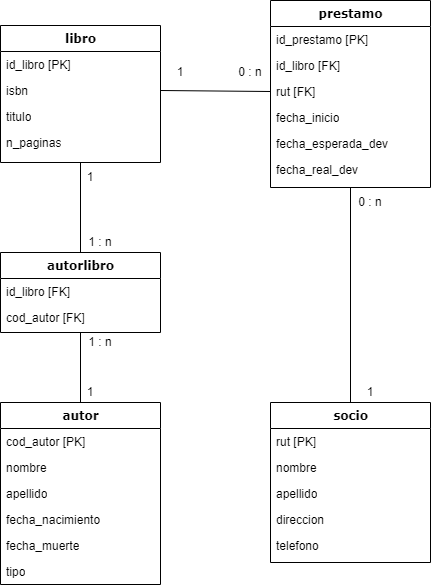 libro
id_libro [PK]
isbn
titulo
n_paginas
1
0 : n
prestamo
id_prestamo [PK]
id_libro [FK]
rut [FK]
fecha_inicio
fecha_esperada_dev
fecha_real_dev
1
1 : n
0 : n
autorlibro
id_libro [FK]
cod_autor [FK]
1 : n
1
1
autor
cod_autor [PK]
nombre
apellido
fecha_nacimiento
fecha_muerte
tipo
socio
rut [PK]
nombre
apellido
direccion
telefono